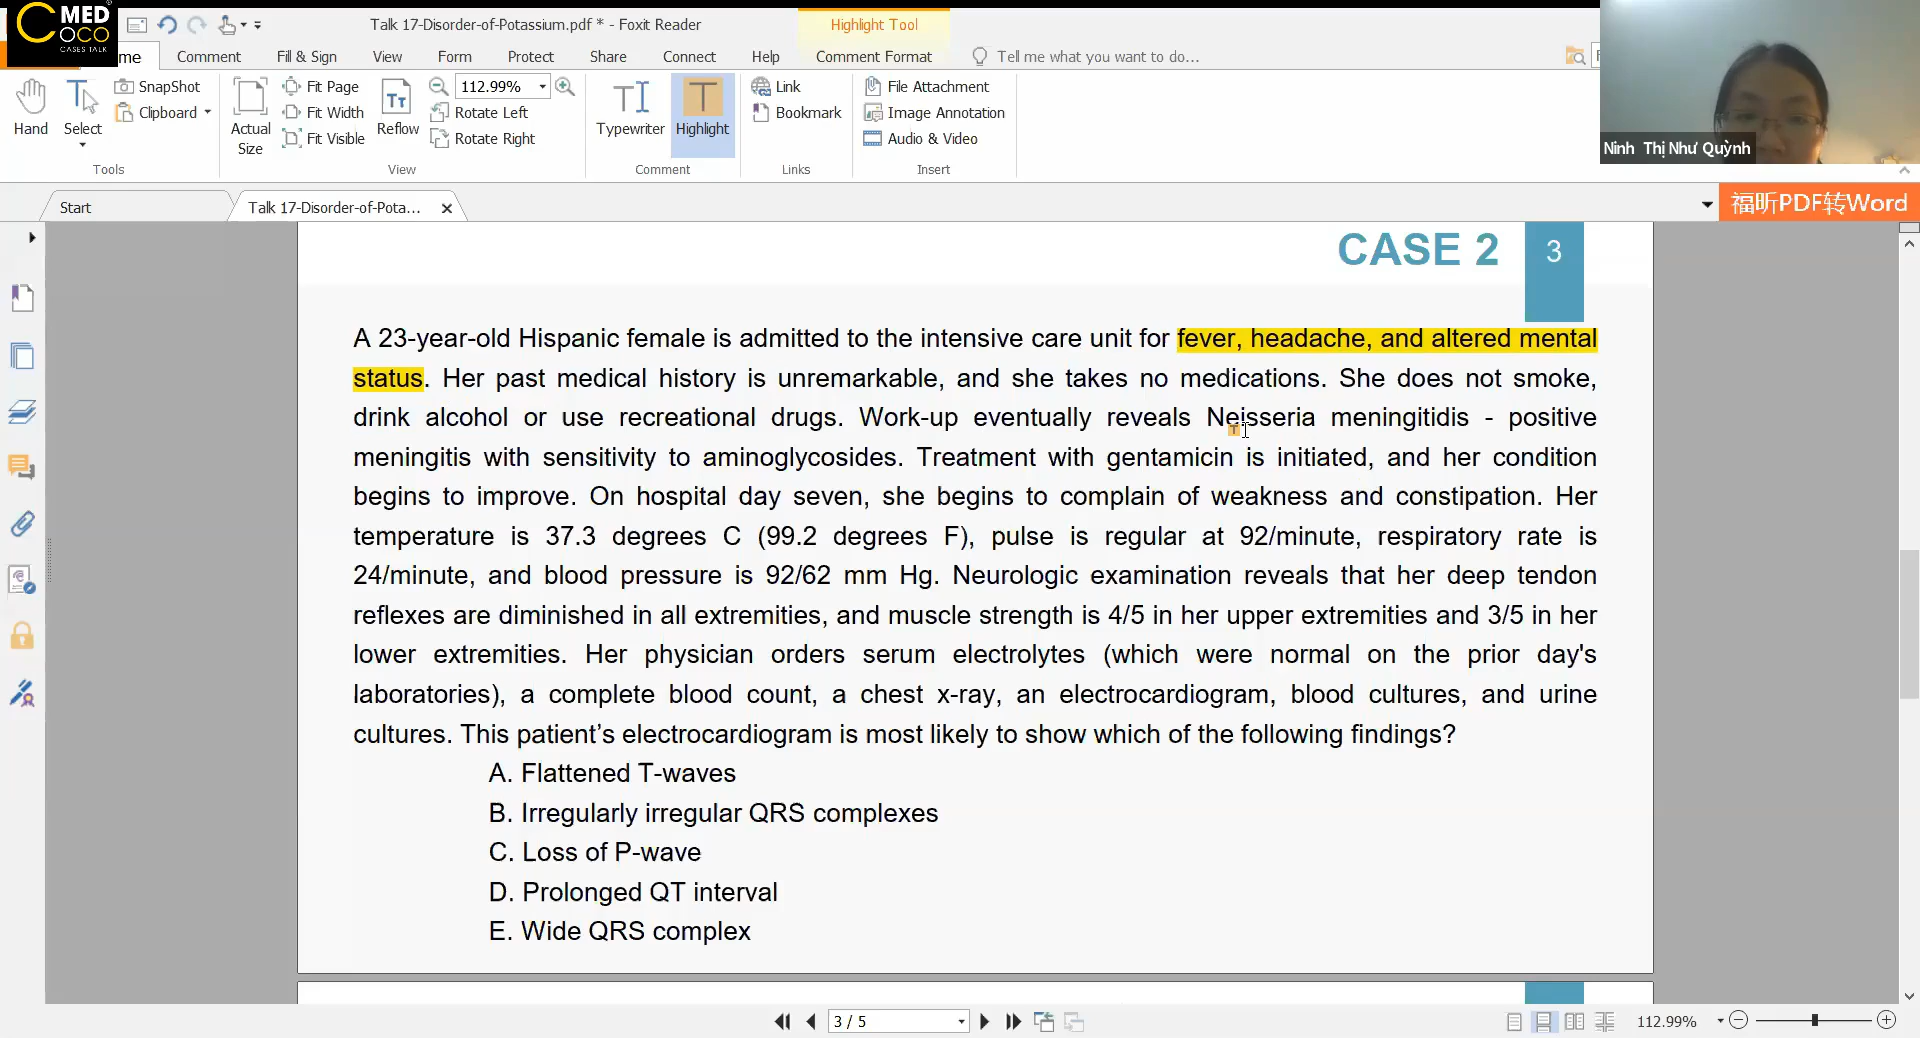 MED
COCO
CASES TALK
Talk 17-Disorder-of-Potassium.pdf * - Foxit Reader
Highlight Tool
me
Comment
Fill & Sign
View
Form
Protect
Share
Connect
Help
Comment Format
Tell me what you want to do...
Hand
Select
SnapShot
Clipboard
Actual
Size
Fit Page
Fit Width
Fit Visible
Reflow
112.99%
Rotate Left
Rotate Right
Typewriter
Highlight
Link
Bookmark
File Attachment
Image Annotation
Audio & Video
Tools
View
Comment
Links
Insert
Ninh Thị Như Quỳnh
Start
Talk 17-Disorder-of-Pota...
福昕PDF转Word
CASE 2
3
A 23-year-old Hispanic female is admitted to the intensive care unit for fever, headache, and altered mental
status. Her past medical history is unremarkable, and she takes no medications. She does not smoke,
drink alcohol or use recreational drugs. Work-up eventually reveals Neisseria meningitidis - positive
meningitis with sensitivity to aminoglycosides. Treatment with gentamicin is initiated, and her condition
begins to improve. On hospital day seven, she begins to complain of weakness and constipation. Her
temperature is 37.3 degrees C (99.2 degrees F), pulse is regular at 92/minute, respiratory rate is
24/minute, and blood pressure is 92/62 mm Hg. Neurologic examination reveals that her deep tendon
reflexes are diminished in all extremities, and muscle strength is 4/5 in her upper extremities and 3/5 in her
lower extremities. Her physician orders serum electrolytes (which were normal on the prior day's
laboratories), a complete blood count, a chest x-ray, an electrocardiogram, blood cultures, and urine
cultures. This patient’s electrocardiogram is most likely to show which of the following findings?
A. Flattened T-waves
B. Irregularly irregular QRS complexes
C. Loss of P-wave
D. Prolonged QT interval
E. Wide QRS complex
3 / 5
112.99%